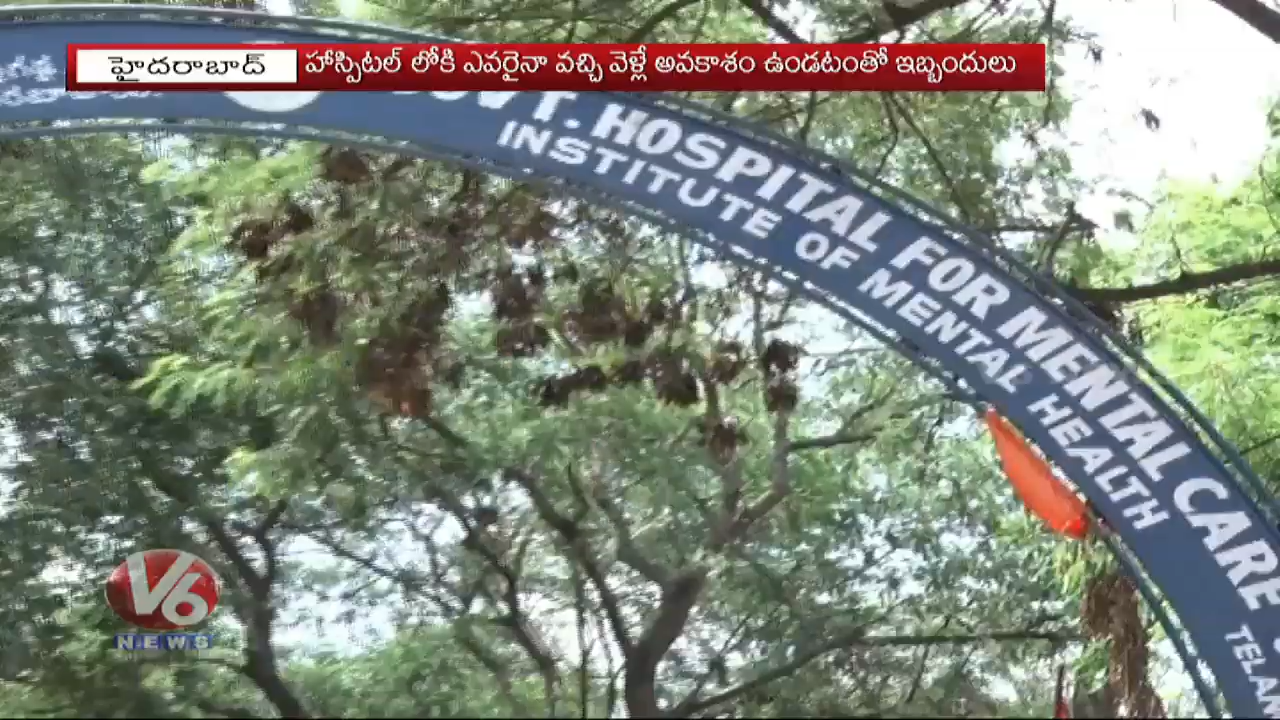 హైదరాబాద్ హాస్పిటల్ లోకి ఎవరైనా వచ్చి వెళ్లే అవకాశం ఉండటంతో ఇబ్బందులు
HOSPITAL FOR MENTAL CARE
INSTITUTE OF MENTAL HEALTH
V6
NEWS